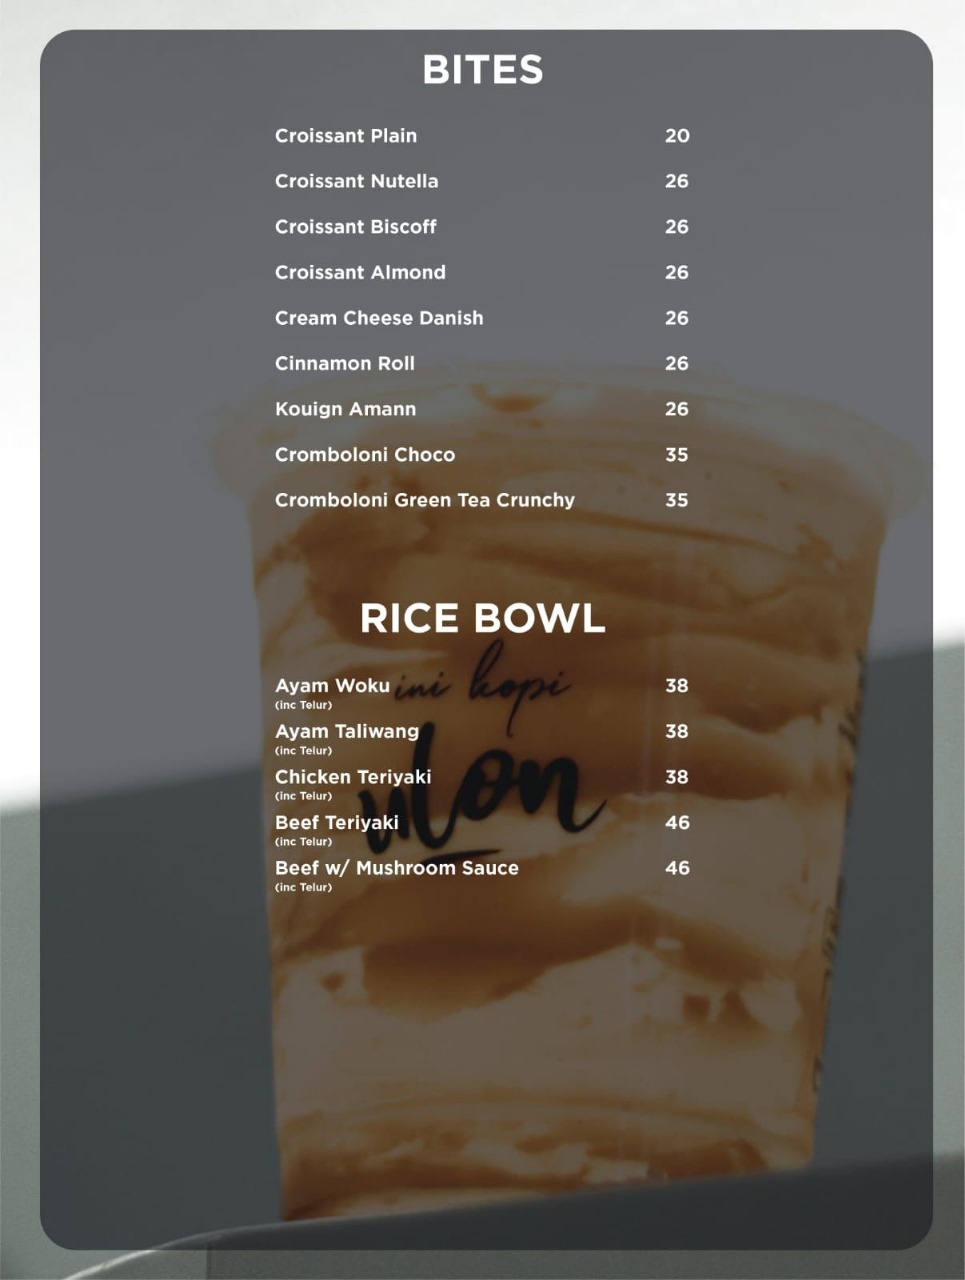 BITES
Croissant Plain 20
Croissant Nutella 26
Croissant Biscoff 26
Croissant Almond 26
Cream Cheese Danish 26
Cinnamon Roll 26
Kouign Amann 26
Cromboloni Choco 35
Cromboloni Green Tea Crunchy 35
RICE BOWL
Ayam Woku 38
(inc Telur)
Ayam Taliwang 38
(inc Telur)
Chicken Teriyaki 38
(inc Telur)
Beef Teriyaki 46
(inc Telur)
Beef w/ Mushroom Sauce 46
(inc Telur)
ini kopi